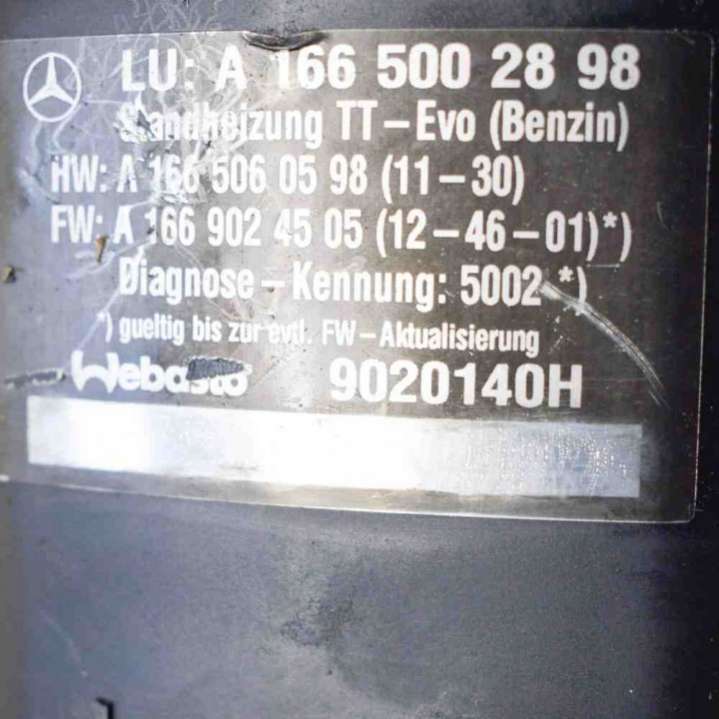 LU: A 166 500 28 98
Standheizung TT-Evo (Benzin)
HW: A 166 506 05 98 (11-30)
FW: A 166 902 45 05 (12-46-01)*)
Diagnose-Kennung: 5002 *)
*) gueltig bis zur evtl. FW-Aktualisierung
Webasto 9020140H